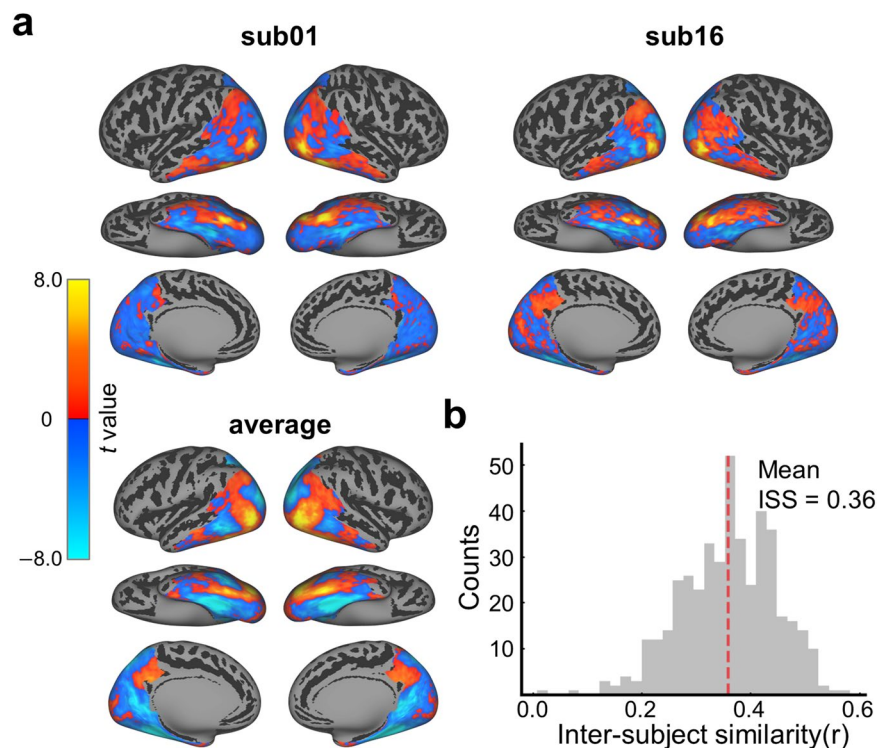 a
sub01
sub16
8.0
0
−8.0
t value
average
b
50
40
30
20
10
Counts
Mean
ISS = 0.36
0.0
0.2
0.4
0.6
Inter-subject similarity(r)